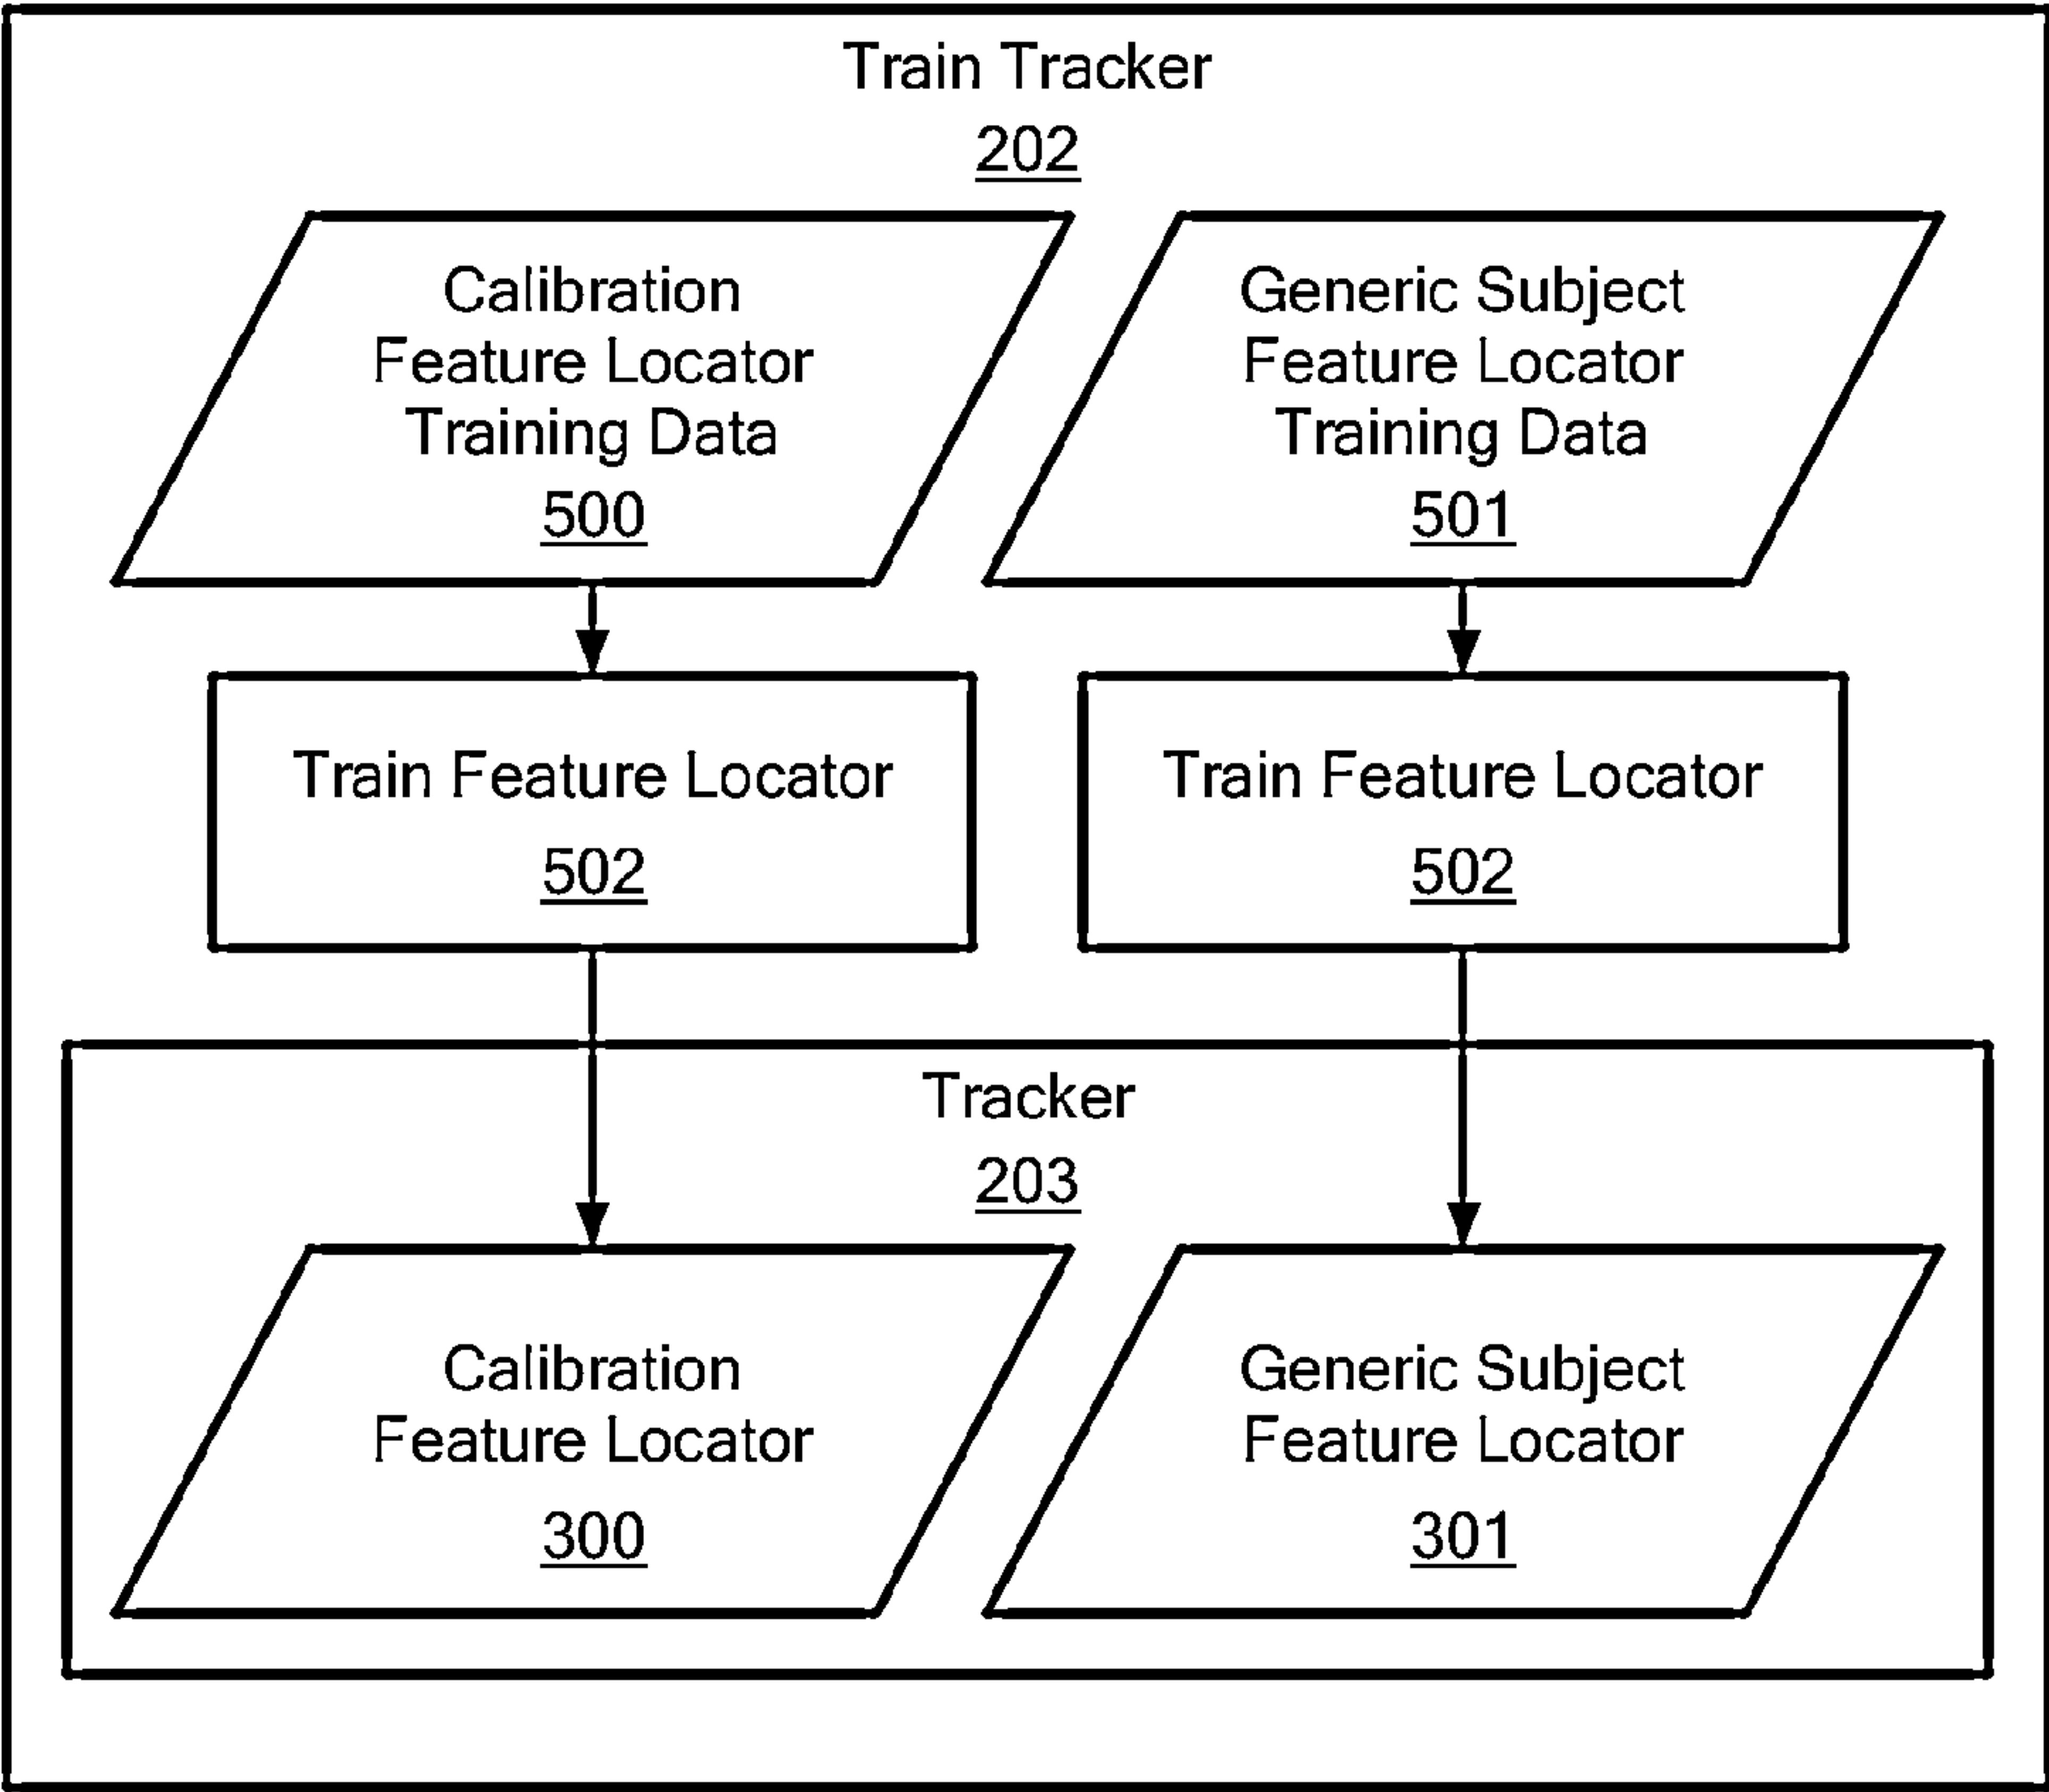 Train Tracker
202
Calibration
Feature Locator
Training Data
500
Generic Subject
Feature Locator
Training Data
501
Train Feature Locator
502
Train Feature Locator
502
Tracker
203
Calibration
Feature Locator
300
Generic Subject
Feature Locator
301